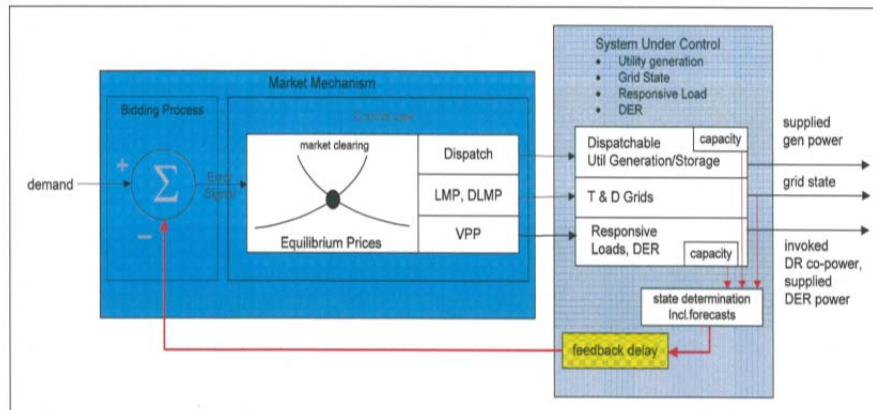 System Under Control
• Utility generation
• Grid State
• Responsive Load
• DER
Market Mechanism
Bidding Process
Control Law
demand
+
Σ
−
Error
Signal
market clearing
Equilibrium Prices
Dispatch
LMP, DLMP
VPP
capacity
Dispatchable
Util Generation/Storage
T & D Grids
Responsive
Loads, DER
capacity
supplied
gen power
grid state
invoked
DR co-power,
supplied
DER power
state determination
Incl.forecasts
feedback delay